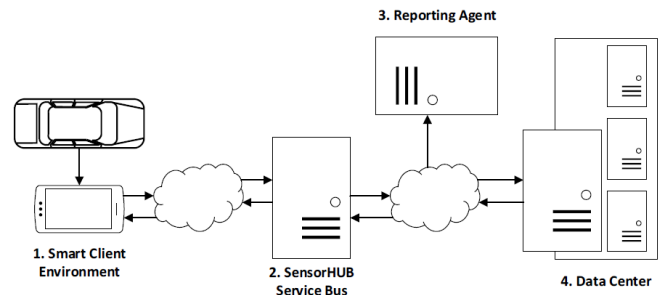 3. Reporting Agent
1. Smart Client
Environment
2. SensorHUB
Service Bus
4. Data Center